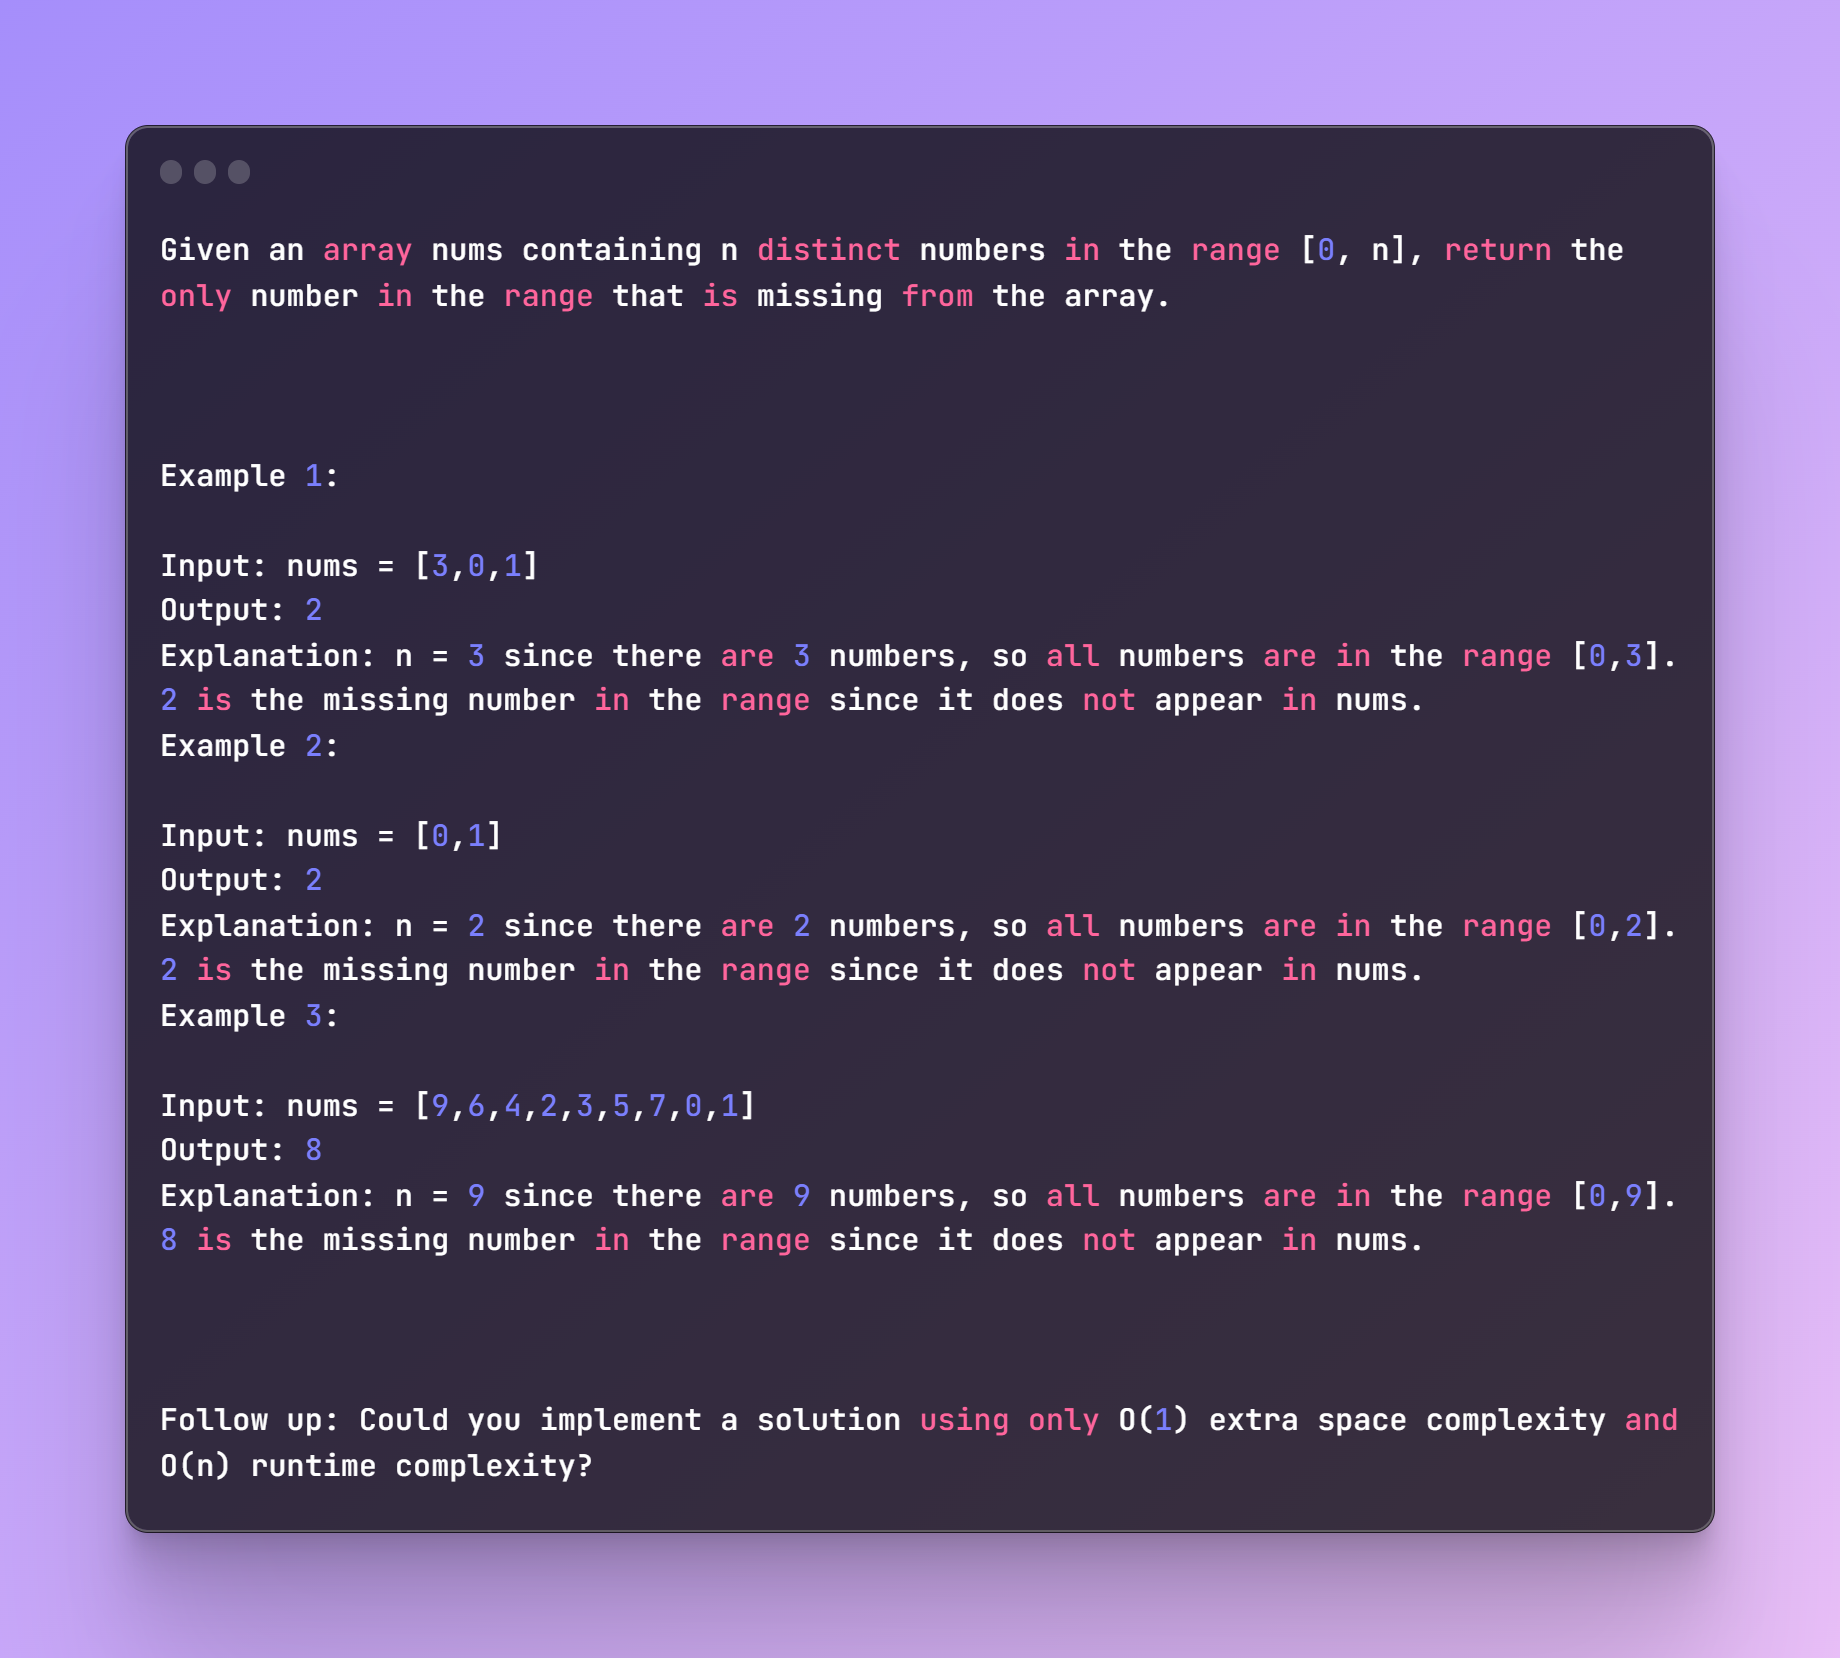 Given an array nums containing n distinct numbers in the range [0, n], return the
only number in the range that is missing from the array.
Example 1:
Input: nums = [3,0,1]
Output: 2
Explanation: n = 3 since there are 3 numbers, so all numbers are in the range [0,3].
2 is the missing number in the range since it does not appear in nums.
Example 2:
Input: nums = [0,1]
Output: 2
Explanation: n = 2 since there are 2 numbers, so all numbers are in the range [0,2].
2 is the missing number in the range since it does not appear in nums.
Example 3:
Input: nums = [9,6,4,2,3,5,7,0,1]
Output: 8
Explanation: n = 9 since there are 9 numbers, so all numbers are in the range [0,9].
8 is the missing number in the range since it does not appear in nums.
Follow up: Could you implement a solution using only O(1) extra space complexity and
O(n) runtime complexity?